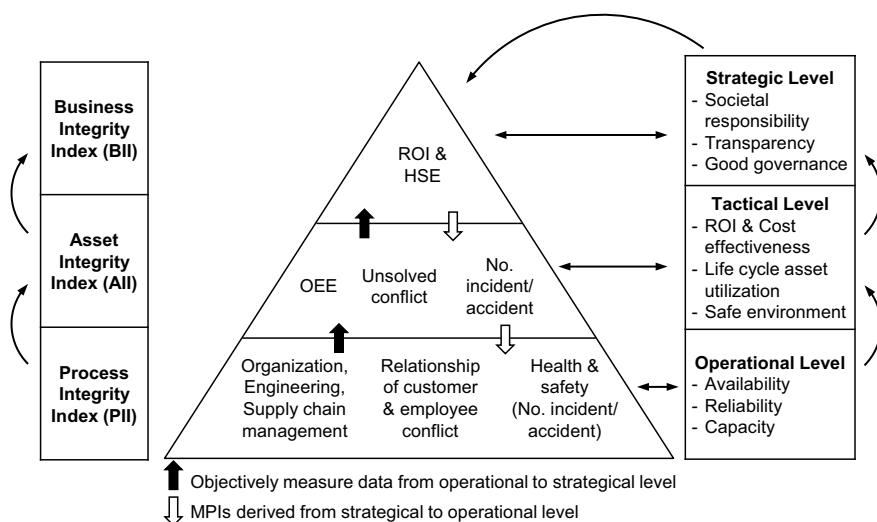 Business
Integrity
Index (BII)
Asset
Integrity
Index (AII)
Process
Integrity
Index (PII)
ROI &
HSE
OEE
Unsolved
conflict
No.
incident/
accident
Organization,
Engineering,
Supply chain
management
Relationship
of customer
& employee
conflict
Health &
safety
(No. incident/
accident)
Strategic Level
- Societal
responsibility
- Transparency
- Good governance
Tactical Level
- ROI & Cost
effectiveness
- Life cycle asset
utilization
- Safe environment
Operational Level
- Availability
- Reliability
- Capacity
Objectively measure data from operational to strategical level
MPIs derived from strategical to operational level